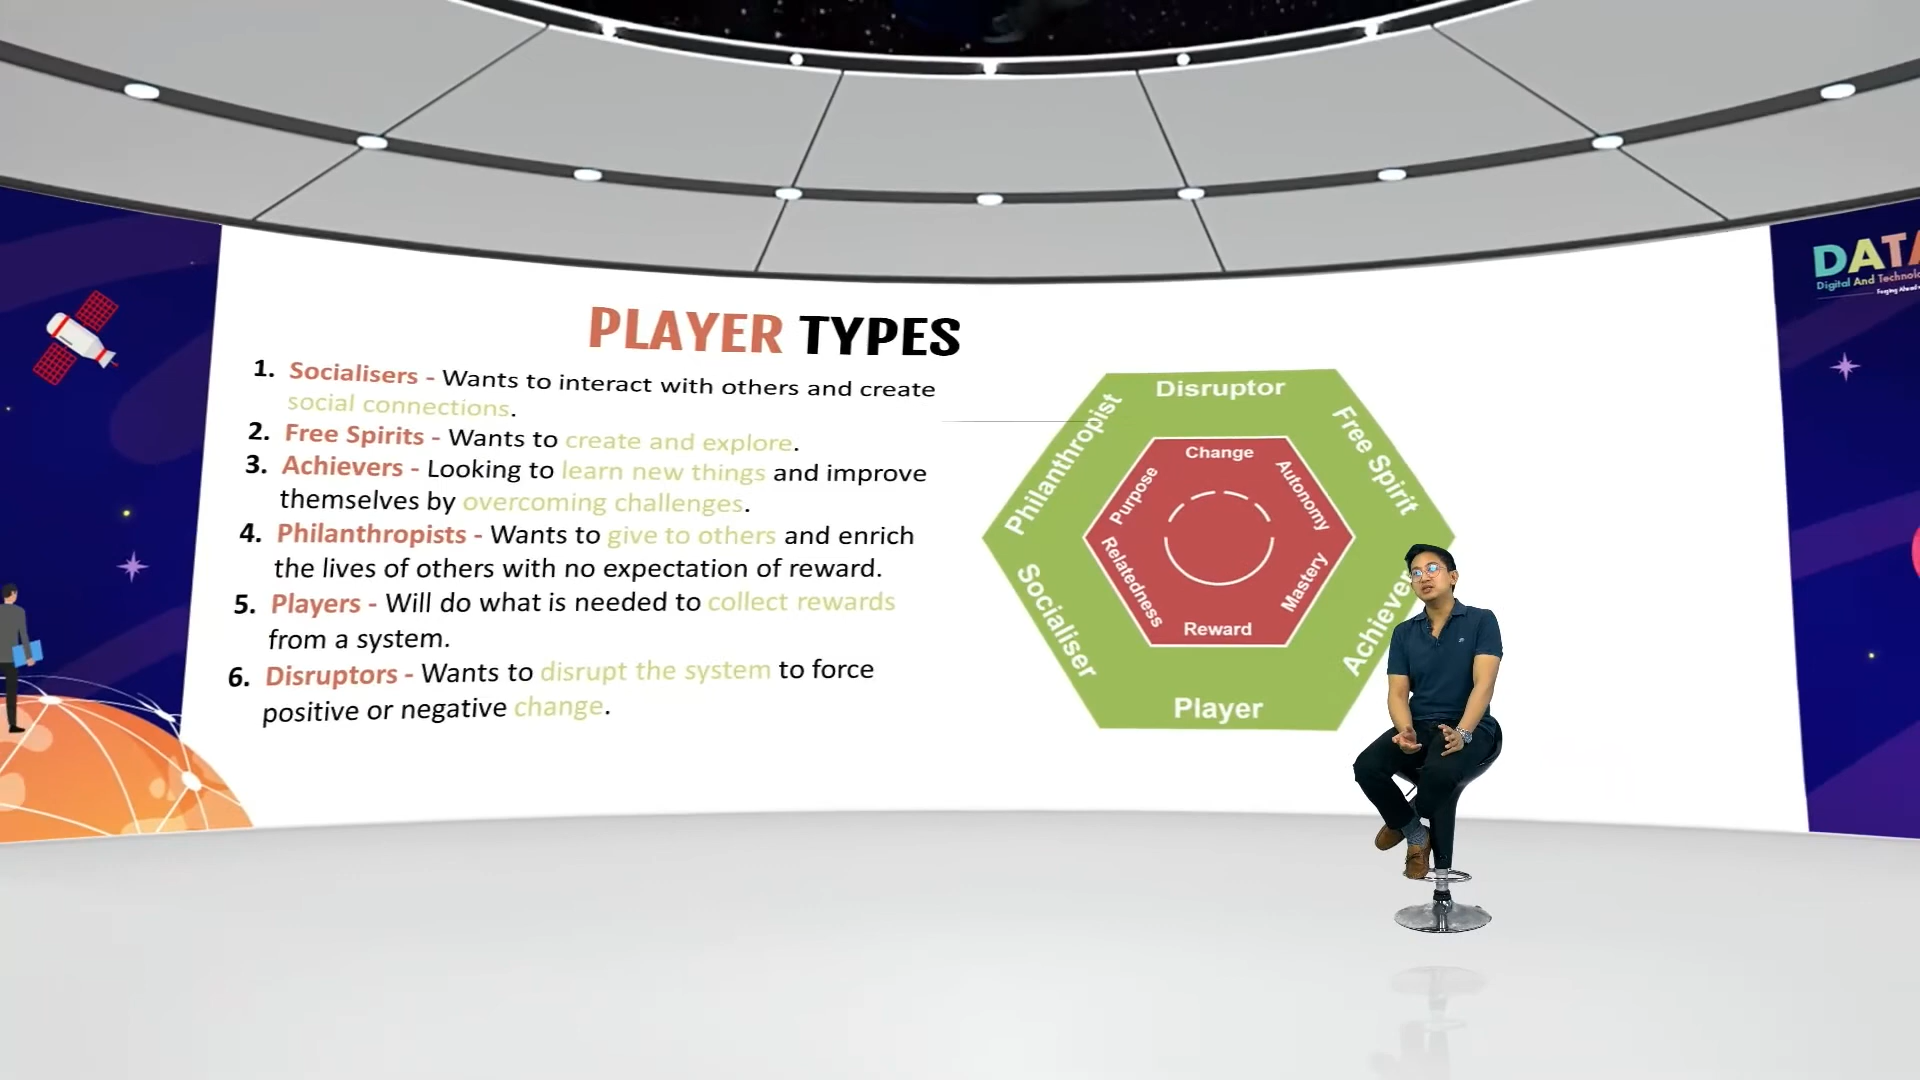 PLAYER TYPES
1. Socialisers - Wants to interact with others and create
social connections.
2. Free Spirits - Wants to create and explore.
3. Achievers - Looking to learn new things and improve
themselves by overcoming challenges.
4. Philanthropists - Wants to give to others and enrich
the lives of others with no expectation of reward.
5. Players - Will do what is needed to collect rewards
from a system.
6. Disruptors - Wants to disrupt the system to force
positive or negative change.
Disruptor
Free Spirit
Achiever
Player
Socialiser
Philanthropist
Change
Autonomy
Mastery
Reward
Relatedness
Purpose
DATA
Digital And